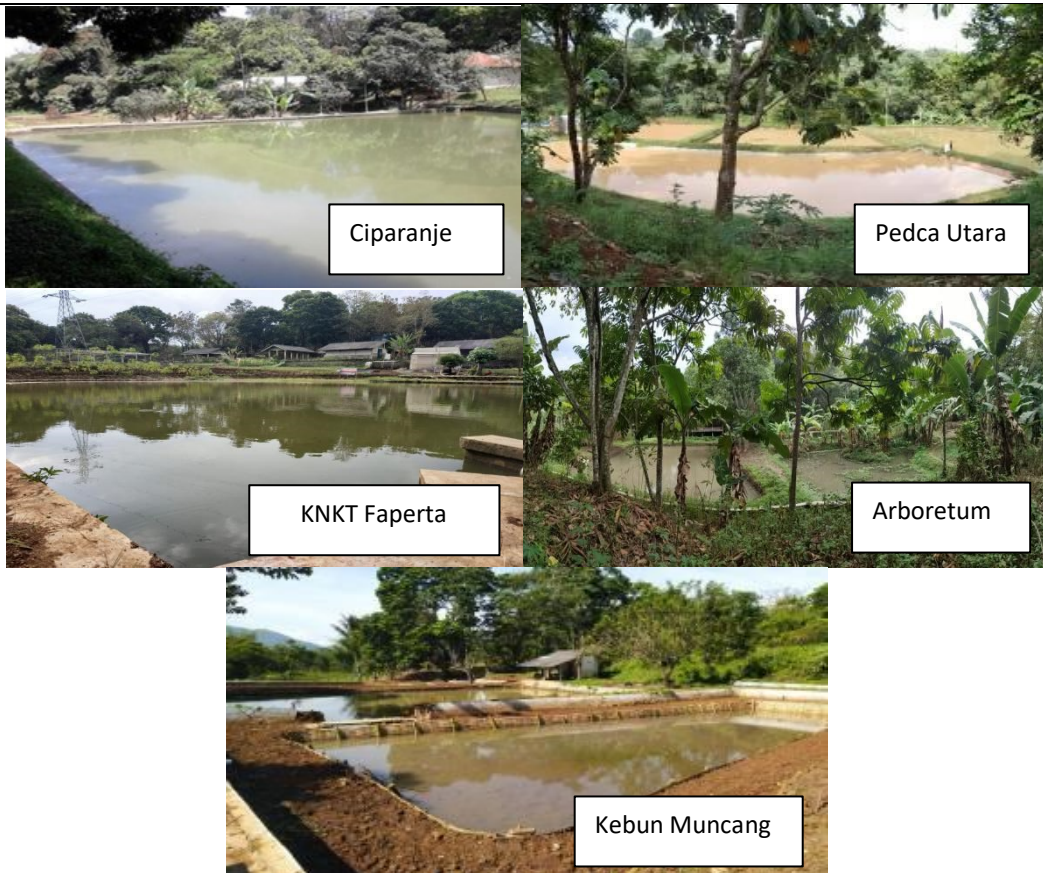 Ciparanje
Pedca Utara
KNKT Faperta
Arboretum
Kebun Muncang